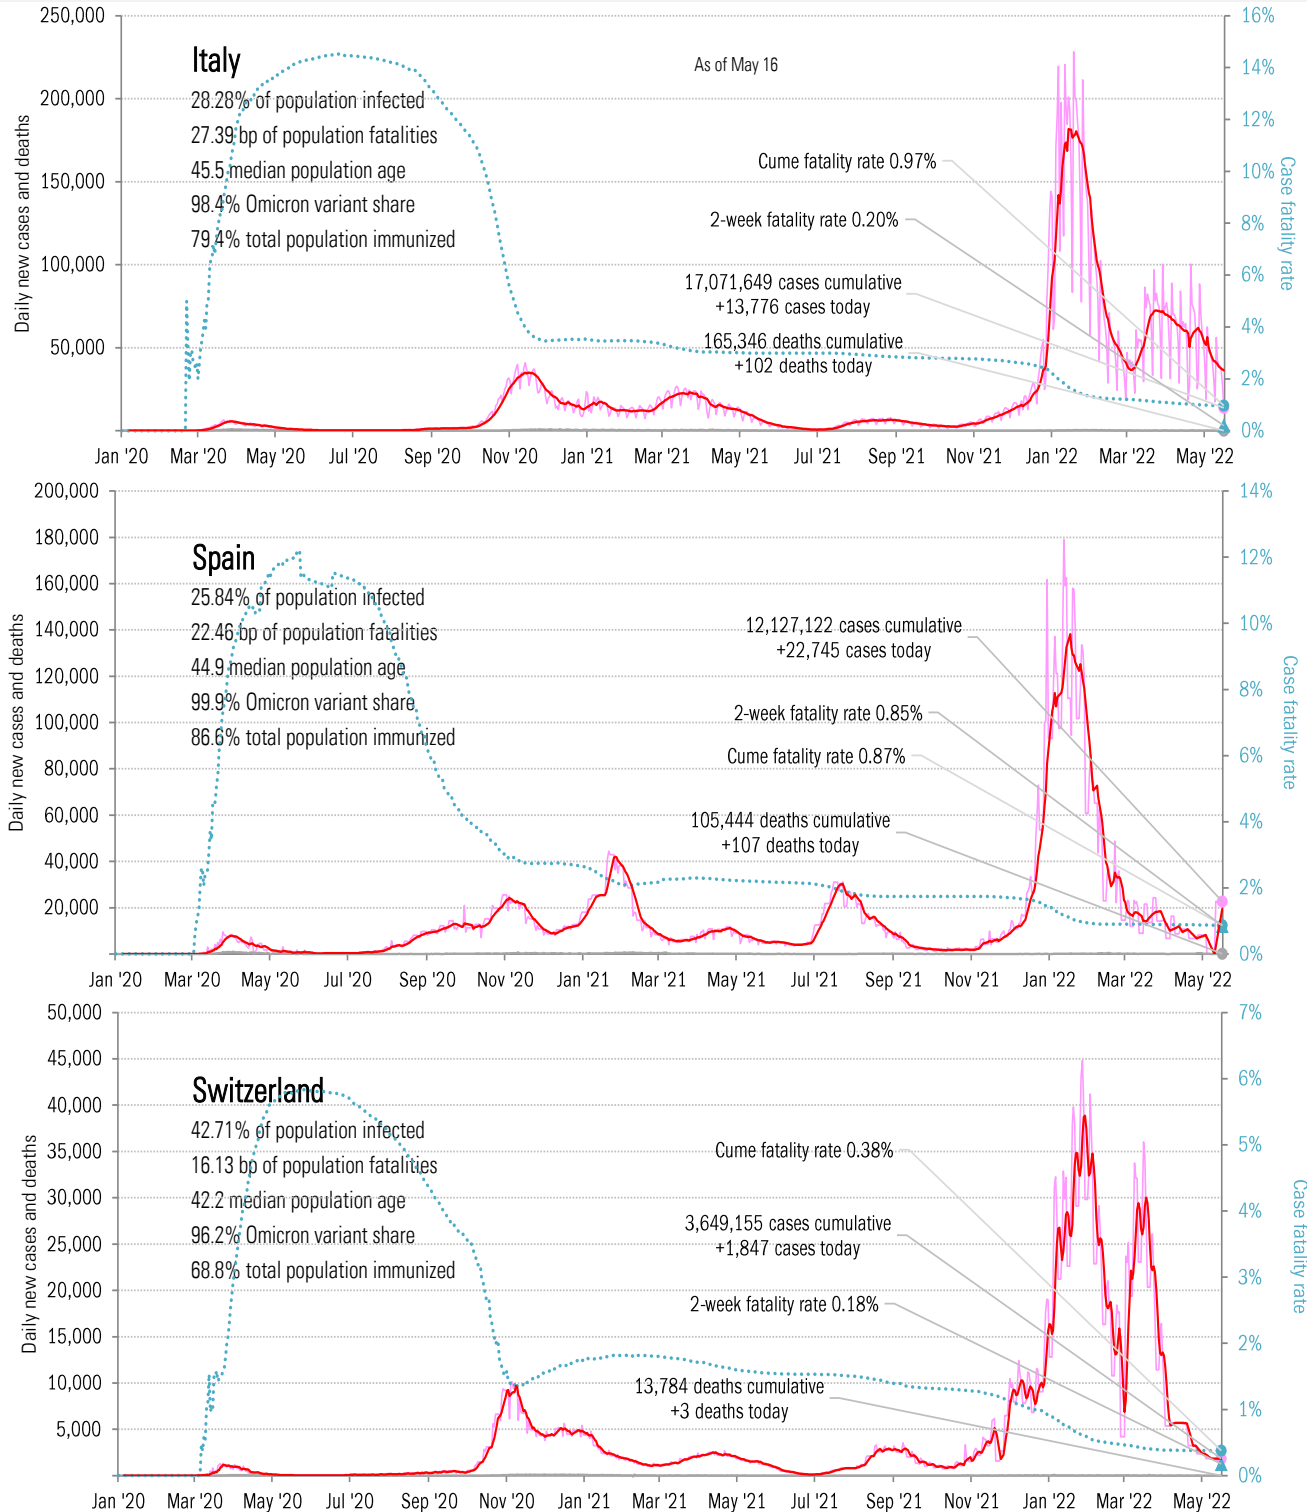 250,000
200,000
150,000
100,000
50,000
Daily new cases and deaths
16%
14%
12%
10%
8%
6%
4%
2%
0%
Case fatality rate
Italy
28.28% of population infected
27.39 bp of population fatalities
45.5 median population age
98.4% Omicron variant share
79.4% total population immunized
As of May 16
Cume fatality rate 0.97%
2-week fatality rate 0.20%
17,071,649 cases cumulative
+13,776 cases today
165,346 deaths cumulative
+102 deaths today
Jan '20 Mar '20 May '20 Jul '20 Sep '20 Nov '20 Jan '21 Mar '21 May '21 Jul '21 Sep '21 Nov '21 Jan '22 Mar '22 May '22
200,000
180,000
160,000
140,000
120,000
100,000
80,000
60,000
40,000
20,000
Daily new cases and deaths
14%
12%
10%
8%
6%
4%
2%
0%
Case fatality rate
Spain
25.84% of population infected
22.46 bp of population fatalities
44.9 median population age
99.9% Omicron variant share
86.6% total population immunized
12,127,122 cases cumulative
+22,745 cases today
2-week fatality rate 0.85%
Cume fatality rate 0.87%
105,444 deaths cumulative
+107 deaths today
Jan '20 Mar '20 May '20 Jul '20 Sep '20 Nov '20 Jan '21 Mar '21 May '21 Jul '21 Sep '21 Nov '21 Jan '22 Mar '22 May '22
50,000
45,000
40,000
35,000
30,000
25,000
20,000
15,000
10,000
5,000
Daily new cases and deaths
7%
6%
5%
4%
3%
2%
1%
0%
Case fatality rate
Switzerland
42.71% of population infected
16.13 bp of population fatalities
42.2 median population age
96.2% Omicron variant share
68.8% total population immunized
Cume fatality rate 0.38%
3,649,155 cases cumulative
+1,847 cases today
2-week fatality rate 0.18%
13,784 deaths cumulative
+3 deaths today
Jan '20 Mar '20 May '20 Jul '20 Sep '20 Nov '20 Jan '21 Mar '21 May '21 Jul '21 Sep '21 Nov '21 Jan '22 Mar '22 May '22